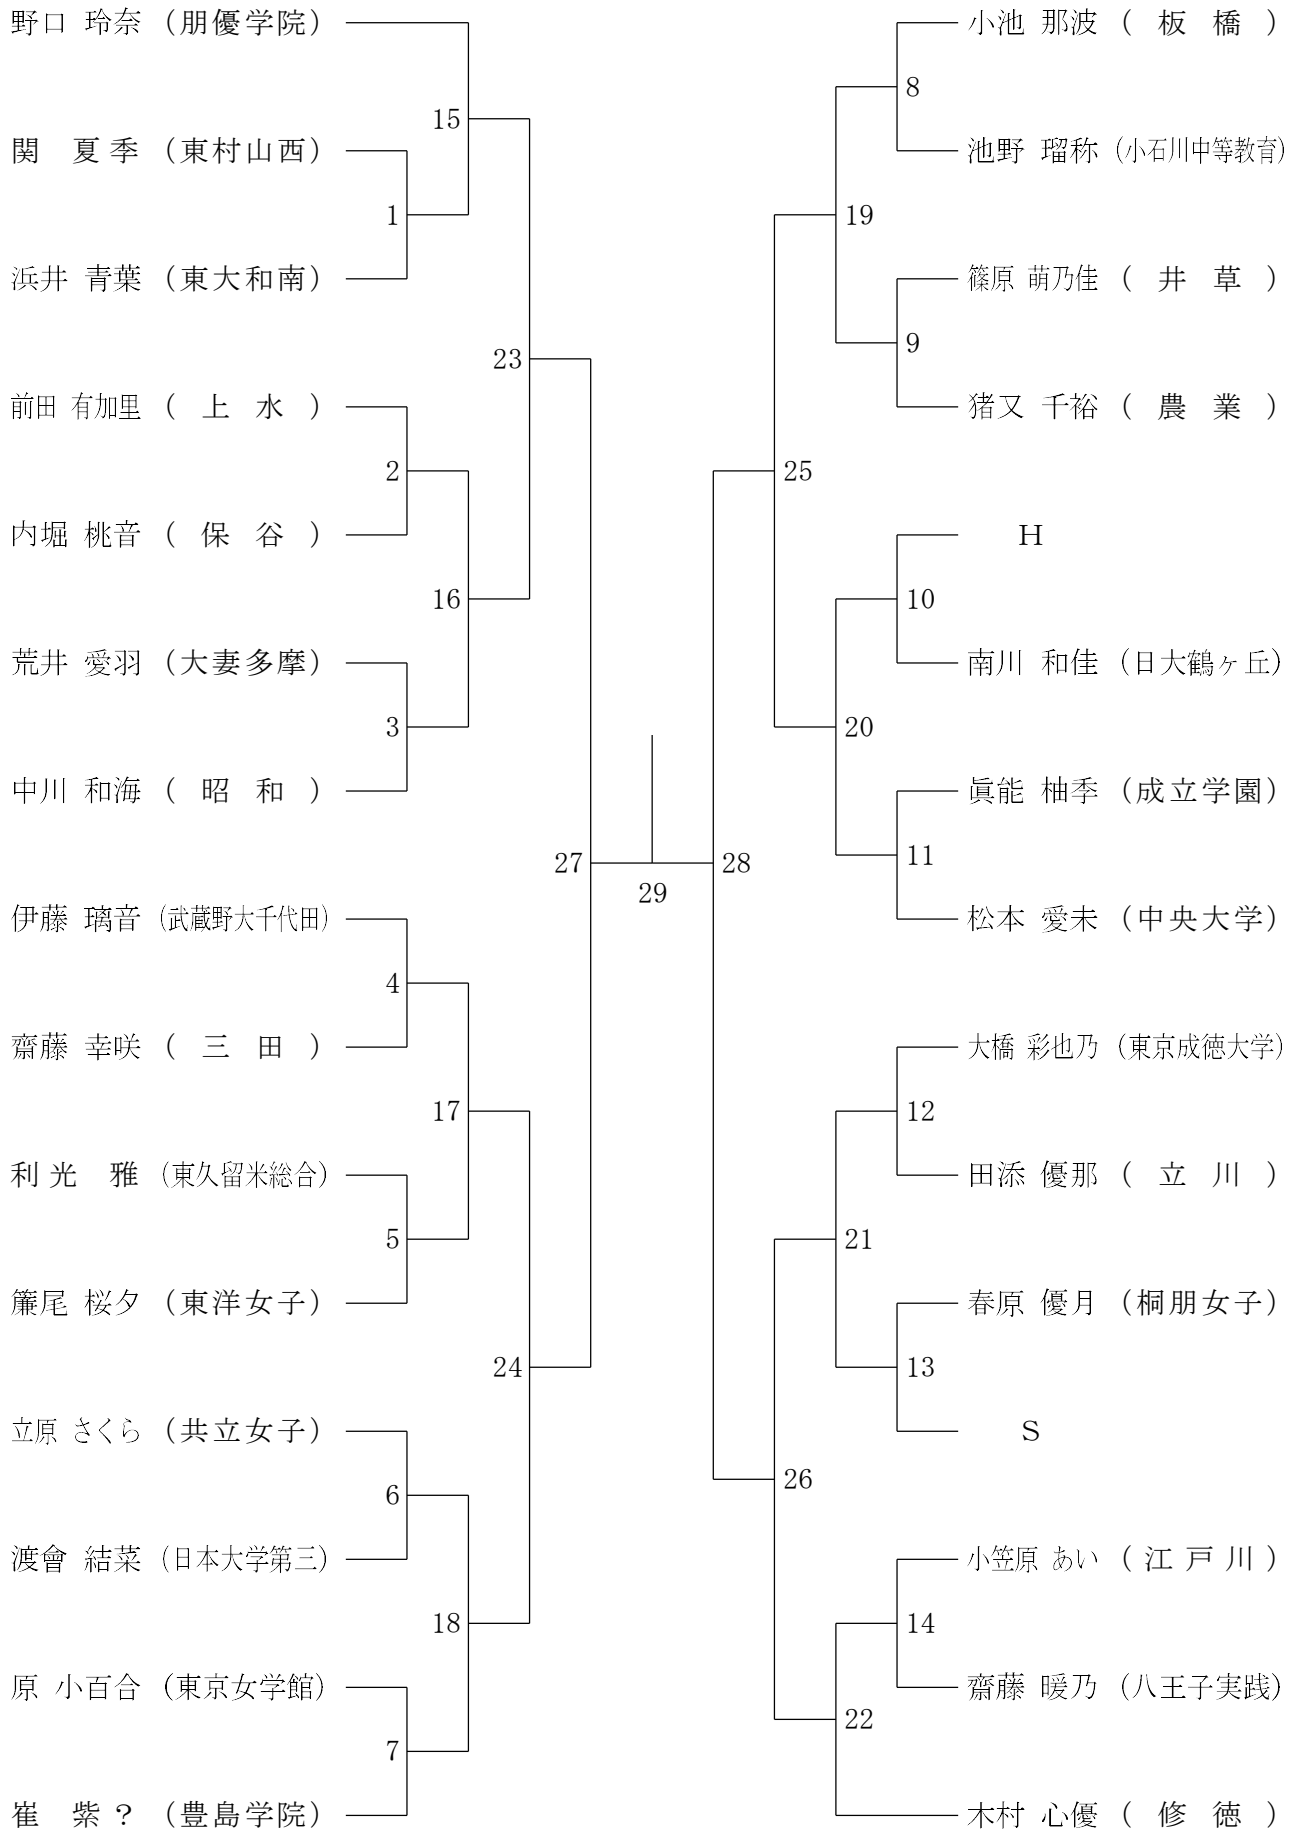 野口 玲奈 (朋優学院)
15
関 夏季 (東村山西)
1
浜井 青葉 (東大和南)
23
前田 有加里 (上水)
2
内堀 桃音 (保谷)
16
荒井 愛羽 (大妻多摩)
3
中川 和海 (昭和)
27
伊藤 璃音 (武蔵野大千代田)
4
齋藤 幸咲 (三田)
17
利光 雅 (東久留米総合)
5
簾尾 桜夕 (東洋女子)
24
立原 さくら (共立女子)
6
渡會 結菜 (日本大学第三)
18
原 小百合 (東京女学館)
7
崔 紫? (豊島学院)
29
小池 那波 (板橋)
8
池野 瑠称 (小石川中等教育)
19
篠原 萌乃佳 (井草)
9
猪又 千裕 (農業)
25
H
10
南川 和佳 (日大鶴ヶ丘)
20
眞能 柚季 (成立学園)
11
松本 愛未 (中央大学)
28
大橋 彩也乃 (東京成徳大学)
12
田添 優那 (立川)
21
春原 優月 (桐朋女子)
13
S
26
小笠原 あい (江戸川)
14
齋藤 暖乃 (八王子実践)
22
木村 心優 (修徳)